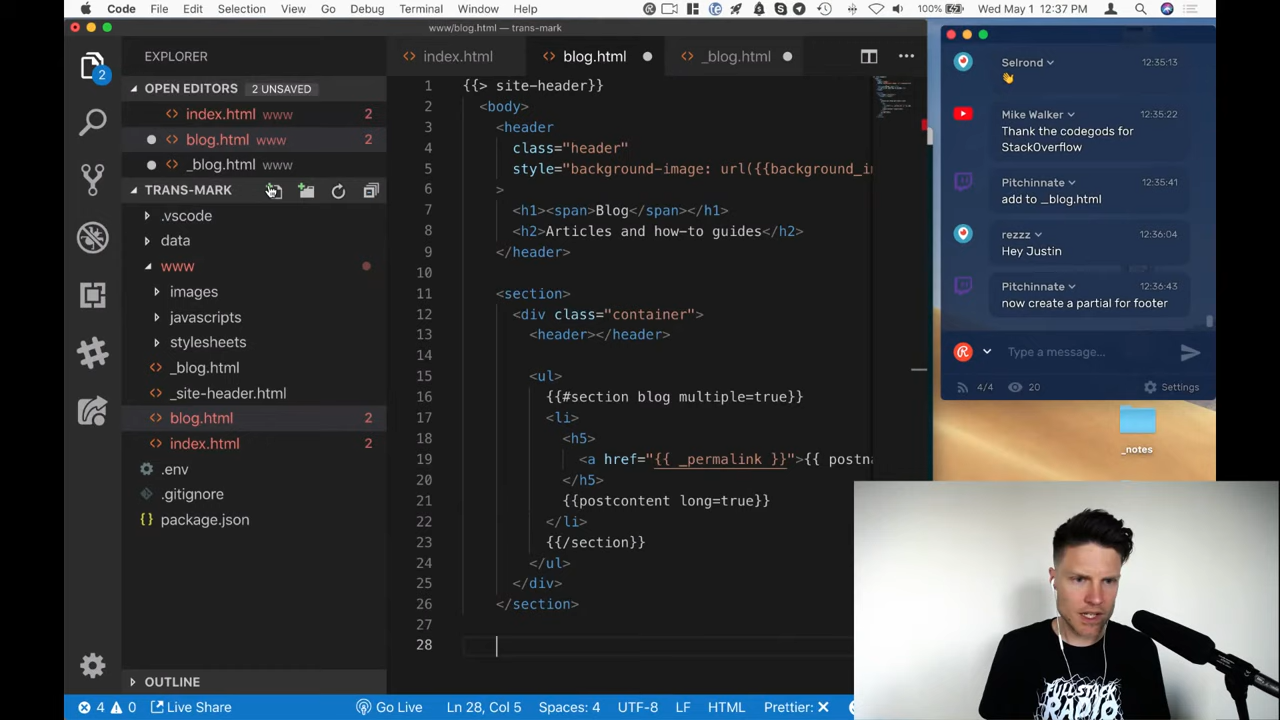 Code File Edit Selection View Go Debug Terminal Window Help
100% Wed May 1 12:37 PM
www/blog.html — trans-mark
EXPLORER
OPEN EDITORS 2 UNSAVED
index.html www 2
blog.html www 2
_blog.html www
TRANS-MARK
.vscode
data
www
images
javascripts
stylesheets
_blog.html
_site-header.html
blog.html 2
index.html 2
.env
.gitignore
package.json
OUTLINE
2
index.html
blog.html
_blog.html
1 {{> site-header}}
2 <body>
3 <header
4 class="header"
5 style="background-image: url({{background_i
6 >
7 <h1><span>Blog</span></h1>
8 <h2>Articles and how-to guides</h2>
9 </header>
10
11 <section>
12 <div class="container">
13 <header></header>
14
15 <ul>
16 {{#section blog multiple=true}}
17 <li>
18 <h5>
19 <a href="{{ _permalink }}">{{ postn
20 </h5>
21 {{postcontent long=true}}
22 </li>
23 {{/section}}
24 </ul>
25 </div>
26 </section>
27
28
4 0 Live Share
Go Live Ln 28, Col 5 Spaces: 4 UTF-8 LF HTML Prettier: ✕
Selrond 12:35:13
Mike Walker 12:35:22
Thank the codegods for
StackOverflow
Pitchinnate 12:35:41
add to _blog.html
rezzz 12:36:04
Hey Justin
Pitchinnate 12:36:43
now create a partial for footer
Type a message...
4/4 20 Settings
_notes
FULL STACK
RADIO